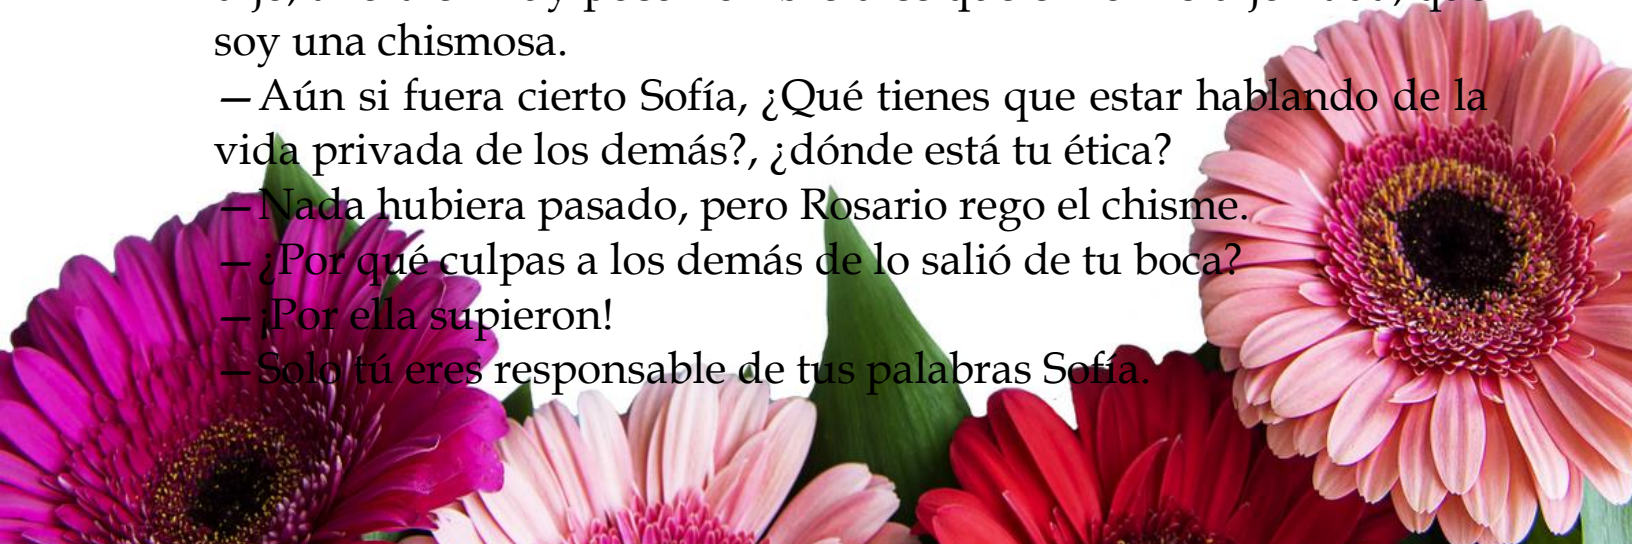 soy una chismosa.
—Aún si fuera cierto Sofía, ¿Qué tienes que estar hablando de la
vida privada de los demás?, ¿dónde está tu ética?
—Nada hubiera pasado, pero Rosario rego el chisme.
—¿Por qué culpas a los demás de lo salió de tu boca?
—¡Por ella supieron!
—Solo tú eres responsable de tus palabras Sofía.